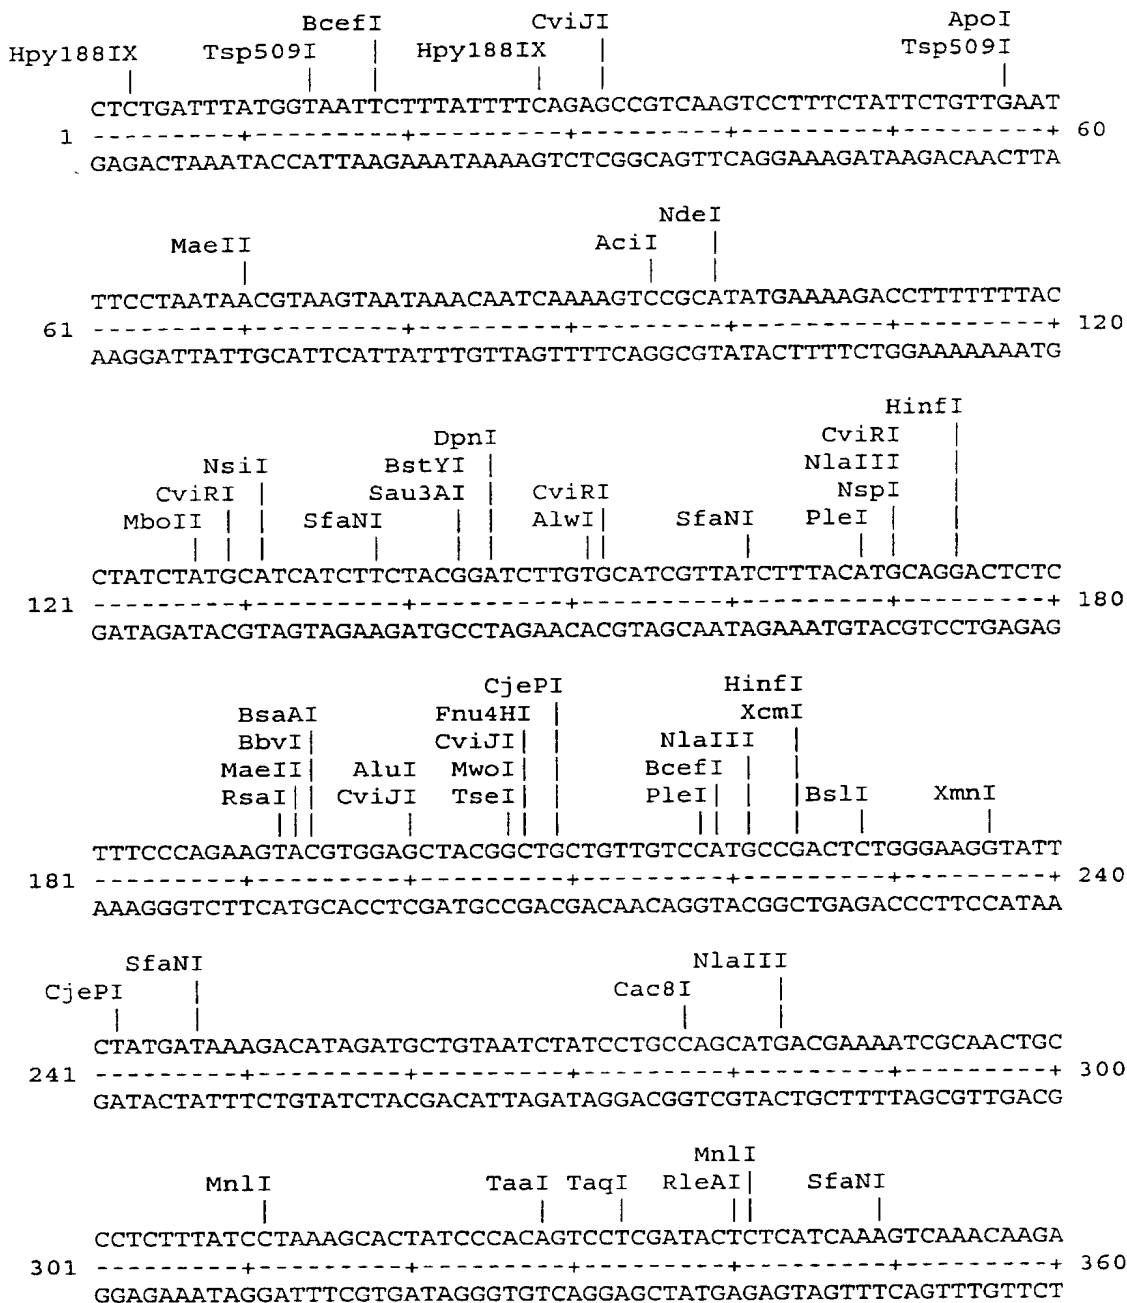 BcefI CviJI ApoI
Hpy188IX Tsp509I | Hpy188IX | Tsp509I
| | | | | |
CTCTGATTTATGGTAATTCTTTATTTTCAGAGCCGTCAAGTCCTTTCTATTCTGTTGAAT
1 ---------+---------+---------+---------+---------+---------+ 60
GAGACTAAATACCATTAAGAAATAAAAGTCTCGGCAGTTCAGGAAAGATAAGACAACTTA
NdeI
MaeII AciI |
| | |
TTCCTAATAACGTAAGTAATAAACAATCAAAAGTCCGCATATGAAAAGACCTTTTTTTAC
61 ---------+---------+---------+---------+---------+---------+ 120
AAGGATTATTGCATTCATTATTTGTTAGTTTTCAGGCGTATACTTTTCTGGAAAAAAATG
HinfI
DpnI CviRI |
NsiI BstYI | NlaIII |
CviRI | Sau3AI | CviRI NspI |
MboII | | SfaNI | | AlwI | SfaNI PleI | |
| | | | | | || | | | |
CTATCTATGCATCATCTTCTACGGATCTTGTGCATCGTTATCTTTACATGCAGGACTCTC
121 ---------+---------+---------+---------+---------+---------+ 180
GATAGATACGTAGTAGAAGATGCCTAGAACACGTAGCAATAGAAATGTACGTCCTGAGAG
CjePI HinfI
BsaAI Fnu4HI | XcmI
BbvI| CviJI| | NlaIII |
MaeII|| AluI MwoI| | BcefI | |
RsaI||| CviJI TseI| | PleI | | |BslI XmnI
||| | || | || | | | |
TTTCCCAGAAGTACGTGGAGCTACGGCTGCTGTTGTCCATGCCGACTCTGGGAAGGTATT
181 ---------+---------+---------+---------+---------+---------+ 240
AAAGGGTCTTCATGCACCTCGATGCCGACGACAACAGGTACGGCTGAGACCCTTCCATAA
SfaNI NlaIII
CjePI | Cac8I |
| | | |
CTATGATAAAGACATAGATGCTGTAATCTATCCTGCCAGCATGACGAAAATCGCAACTGC
241 ---------+---------+---------+---------+---------+---------+ 300
GATACTATTTCTGTATCTACGACATTAGATAGGACGGTCGTACTGCTTTTAGCGTTGACG
MnlI
MnlI TaaI TaqI RleAI| SfaNI
| | | || |
CCTCTTTATCCTAAAGCACTATCCCACAGTCCTCGATACTCTCATCAAAGTCAAACAAGA
301 ---------+---------+---------+---------+---------+---------+ 360
GGAGAAATAGGATTTCGTGATAGGGTGTCAGGAGCTATGAGAGTAGTTTCAGTTTGTTCT